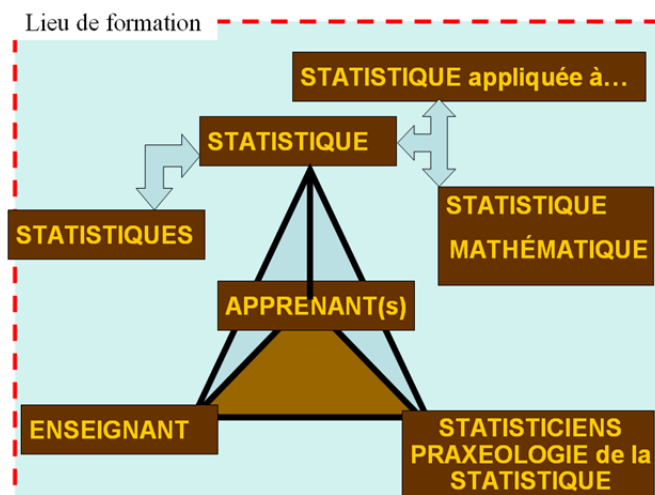 Lieu de formation
STATISTIQUE appliquée à…
STATISTIQUE
STATISTIQUES
STATISTIQUE
MATHÉMATIQUE
APPRENANT(s)
ENSEIGNANT
STATISTICIENS
PRAXEOLOGIE de la
STATISTIQUE